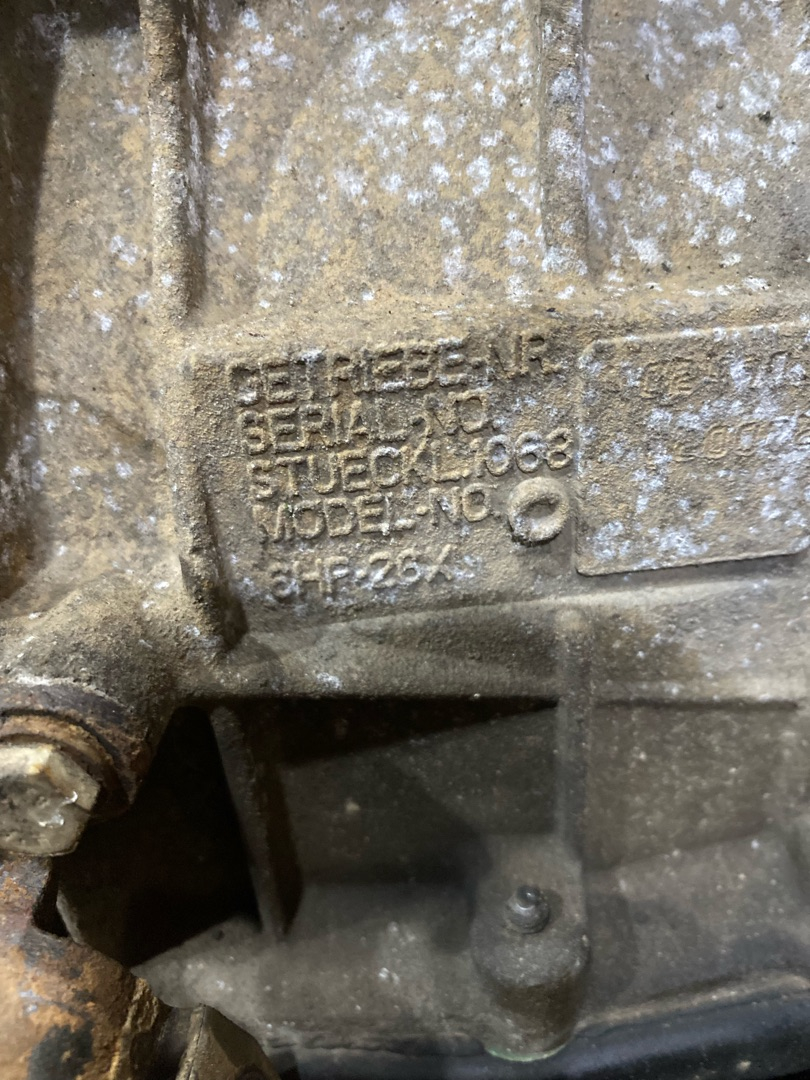 GETRIEBE-NR.
SERIAL-NO.
STUECKL.1068
MODEL-NO.
6HP-26X